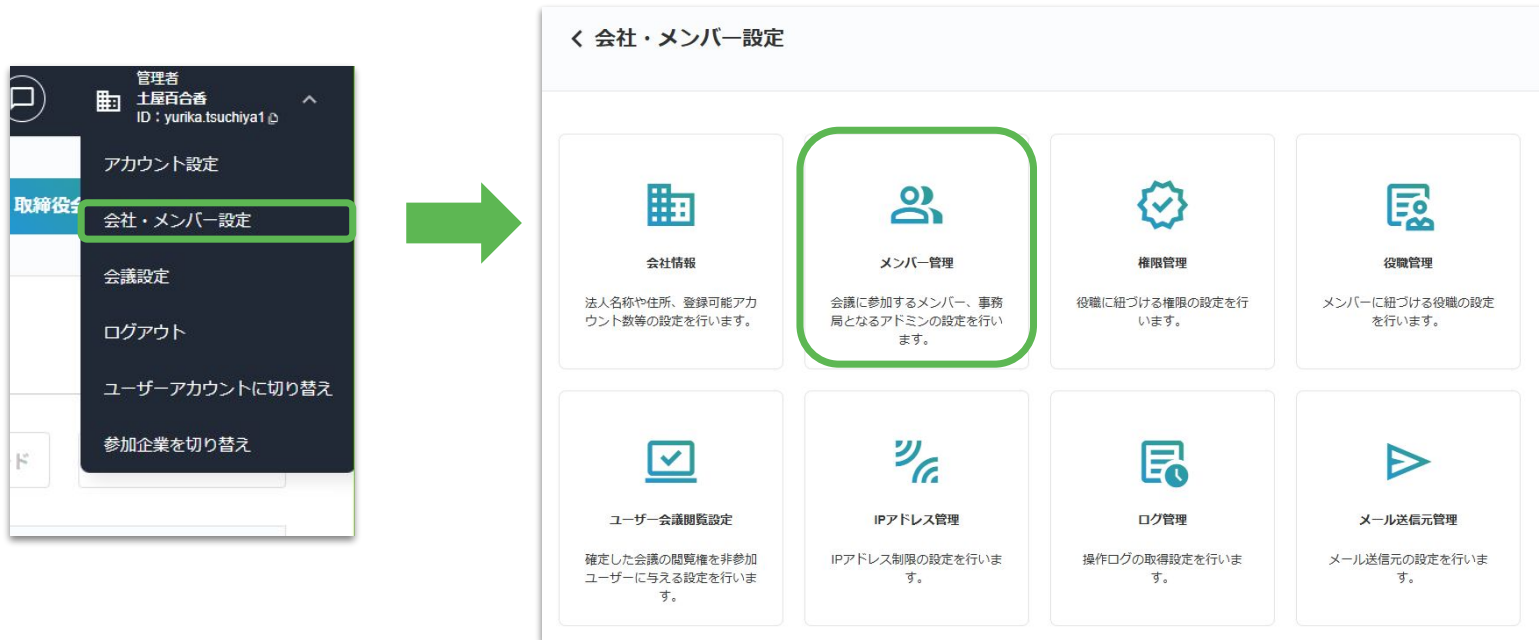 管理者
土屋百合香
ID：yurika.tsuchiya1
アカウント設定
取締役会
会社・メンバー設定
会議設定
ログアウト
ユーザーアカウントに切り替え
参加企業を切り替え
ード
会社・メンバー設定
会社情報
法人名称や住所、登録可能アカ
ウント数等の設定を行います。
メンバー管理
会議に参加するメンバー、事務
局となるアドミンの設定を行い
ます。
権限管理
役職に紐づける権限の設定を行
います。
役職管理
メンバーに紐づける役職の設定
を行います。
ユーザー会議閲覧設定
確定した会議の閲覧権を非参加
ユーザーに与える設定を行いま
す。
IPアドレス管理
IPアドレス制限の設定を行いま
す。
ログ管理
操作ログの取得設定を行いま
す。
メール送信元管理
メール送信元の設定を行いま
す。